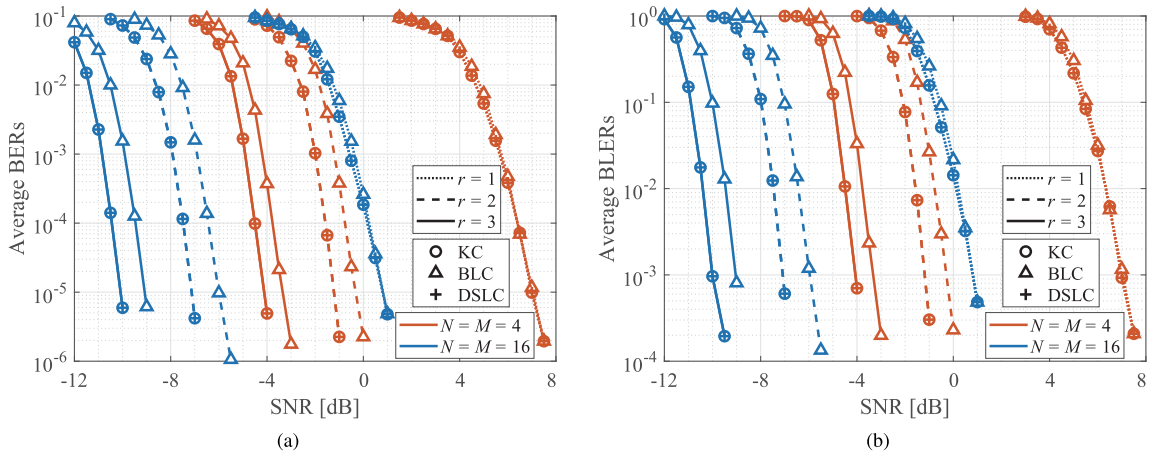 Average BERs
10^-1
10^-2
10^-3
10^-4
10^-5
10^-6
r = 1
r = 2
r = 3
KC
BLC
DSLC
N = M = 4
N = M = 16
-12
-8
-4
0
4
8
SNR [dB]
(a)
Average BLERs
10^0
10^-1
10^-2
10^-3
10^-4
r = 1
r = 2
r = 3
KC
BLC
DSLC
N = M = 4
N = M = 16
-12
-8
-4
0
4
8
SNR [dB]
(b)